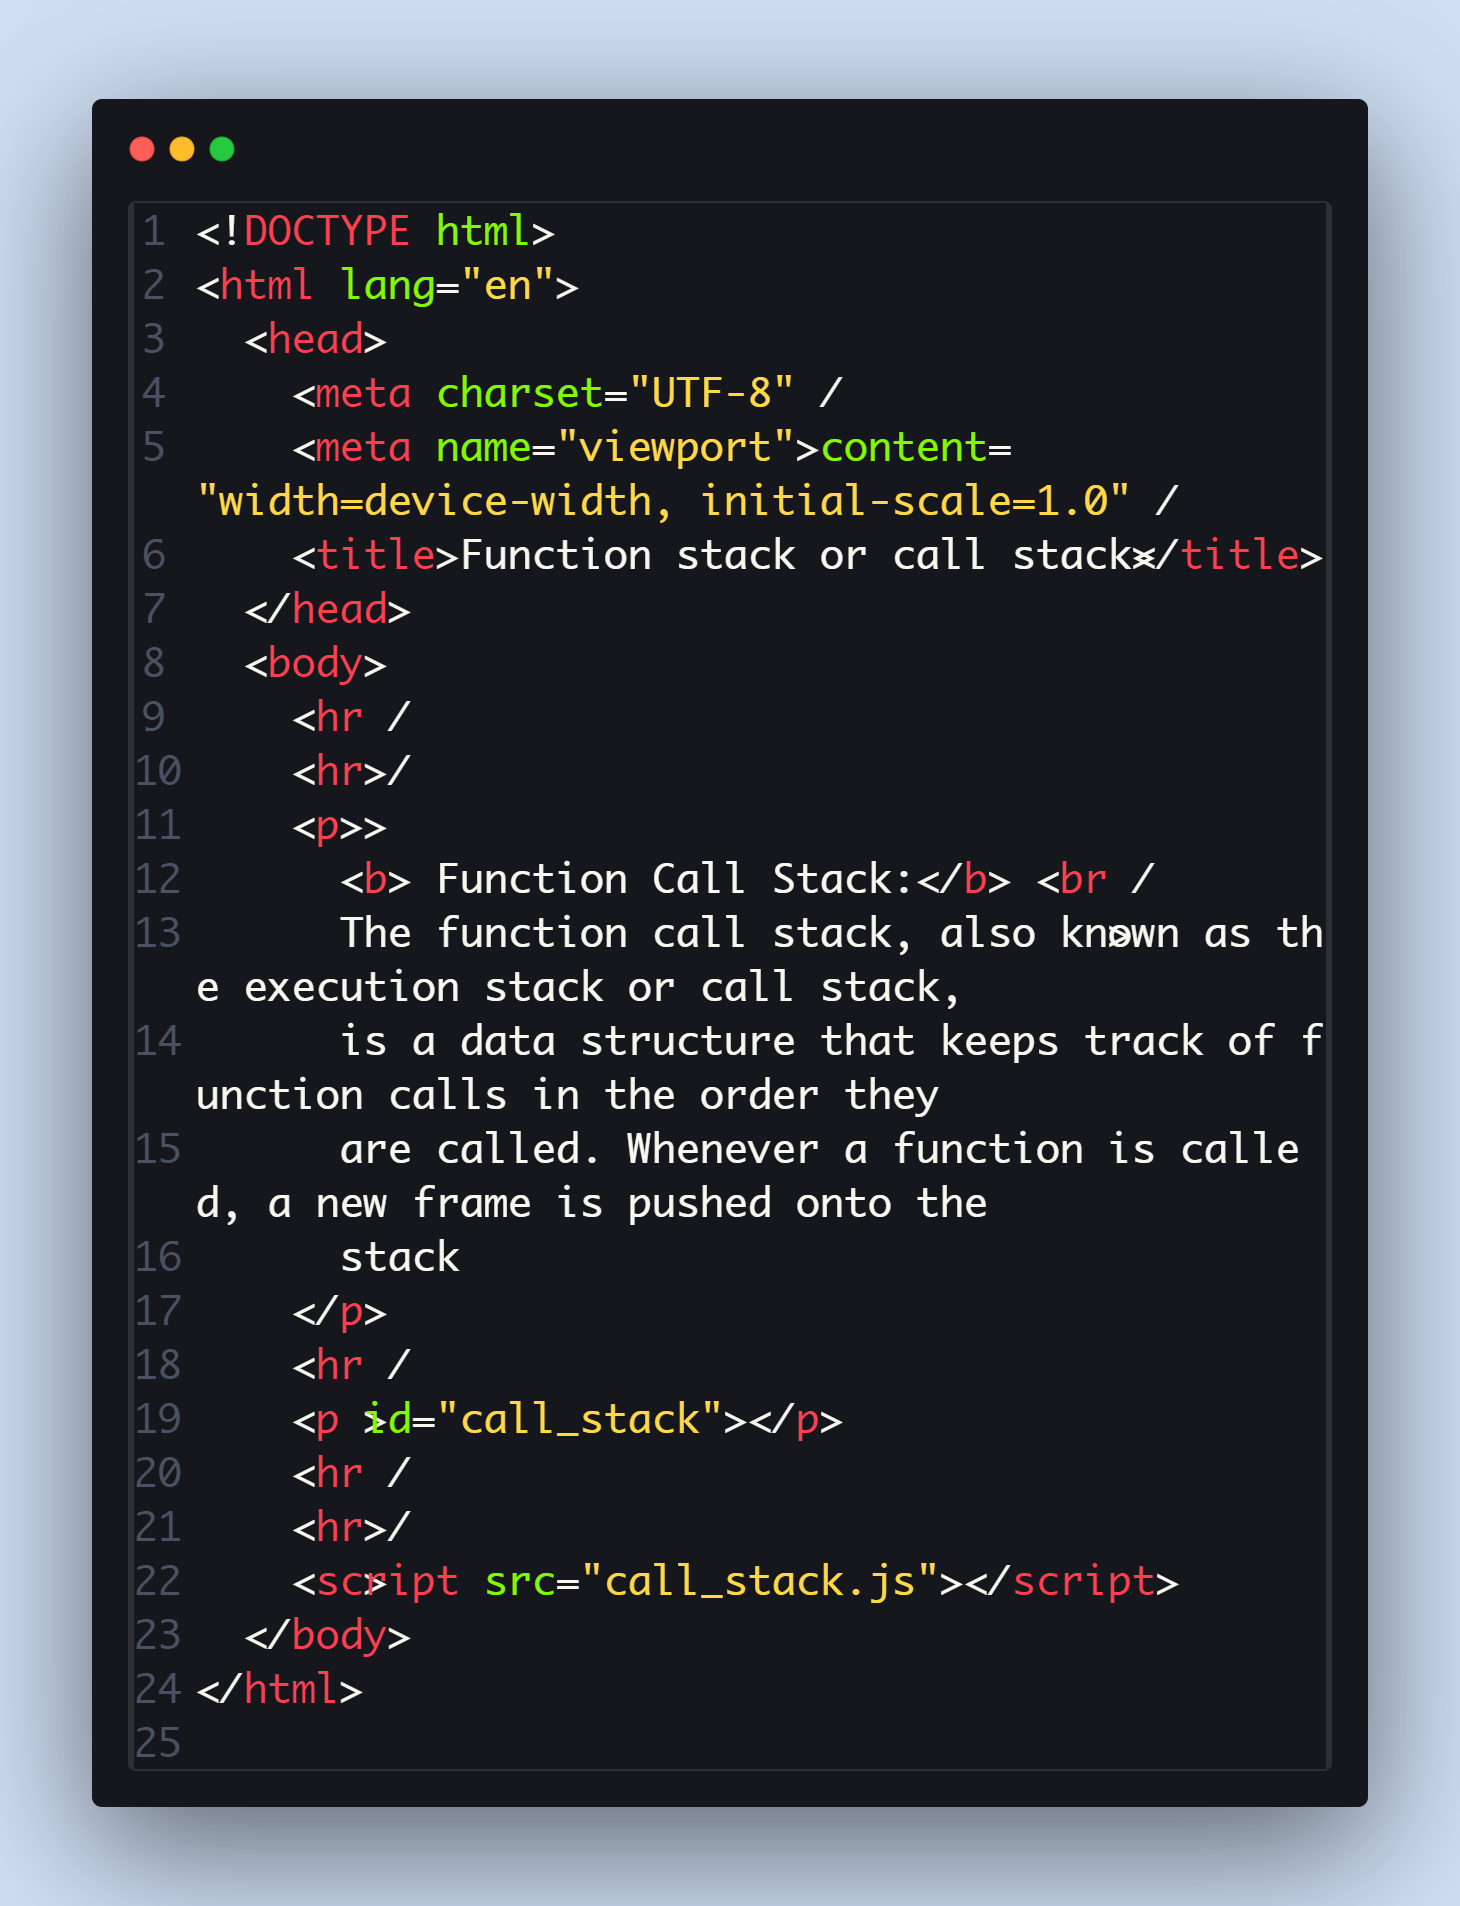 1 <!DOCTYPE html>
2 <html lang="en">
3   <head>
4     <meta charset="UTF-8" /
5     <meta name="viewport">content=
"width=device-width, initial-scale=1.0" /
6     <title>Function stack or call stack></title>
7   </head>
8   <body>
9     <hr /
10     <hr>/
11     <p>>
12       <b> Function Call Stack:</b> <br /
13       The function call stack, also known as th
e execution stack or call stack,
14       is a data structure that keeps track of f
unction calls in the order they
15       are called. Whenever a function is calle
d, a new frame is pushed onto the
16       stack
17     </p>
18     <hr /
19     <p >id="call_stack"></p>
20     <hr /
21     <hr>/
22     <script src="call_stack.js"></script>
23   </body>
24 </html>
25